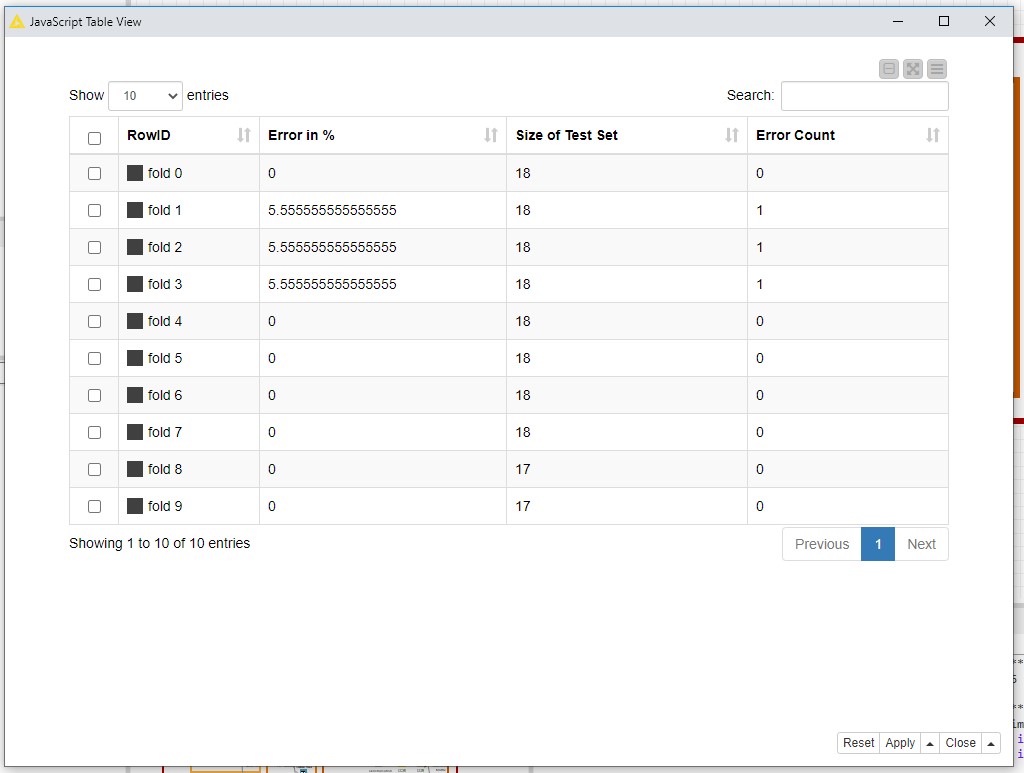 JavaScript Table View
Show 10 entries Search:
RowID Error in % Size of Test Set Error Count
fold 0 0 18 0
fold 1 5.555555555555555 18 1
fold 2 5.555555555555555 18 1
fold 3 5.555555555555555 18 1
fold 4 0 18 0
fold 5 0 18 0
fold 6 0 18 0
fold 7 0 18 0
fold 8 0 17 0
fold 9 0 17 0
Showing 1 to 10 of 10 entries Previous 1 Next
Reset Apply Close